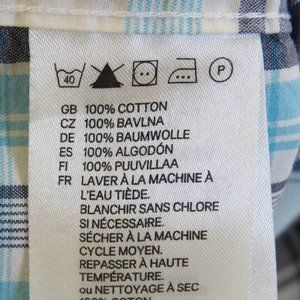 40 P
GB 100% COTTON
CZ 100% BAVLNA
DE 100% BAUMWOLLE
ES 100% ALGODÓN
FI 100% PUUVILLAA
FR LAVER À LA MACHINE À
L'EAU TIÈDE.
BLANCHIR SANS CHLORE
SI NÉCESSAIRE.
SÉCHER À LA MACHINE
CYCLE MOYEN.
REPASSER À HAUTE
TEMPÉRATURE.
ou NETTOYAGE À SEC
100% COTON